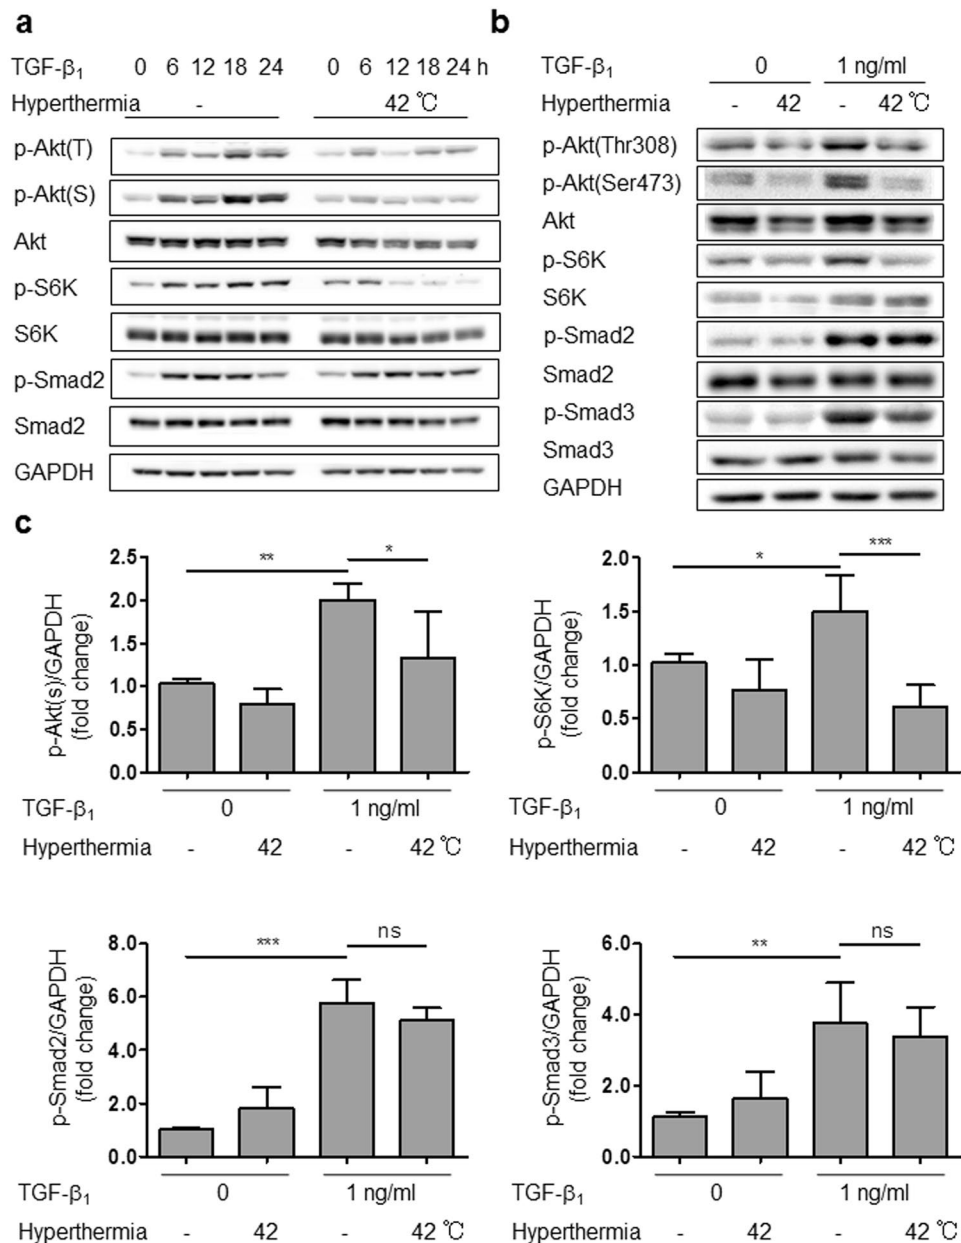 a
TGF-β₁ 0 6 12 18 24 0 6 12 18 24 h
Hyperthermia - 42 ℃
p-Akt(T)
p-Akt(S)
Akt
p-S6K
S6K
p-Smad2
Smad2
GAPDH
b
TGF-β₁ 0 1 ng/ml
Hyperthermia - 42 - 42 ℃
p-Akt(Thr308)
p-Akt(Ser473)
Akt
p-S6K
S6K
p-Smad2
Smad2
p-Smad3
Smad3
GAPDH
c
p-Akt(s)/GAPDH
(fold change)
2.5
2.0
1.5
1.0
0.5
0.0
** *
TGF-β₁ 0 1 ng/ml
Hyperthermia - 42 - 42 ℃
p-S6K/GAPDH
(fold change)
2.0
1.5
1.0
0.5
0.0
* ***
TGF-β₁ 0 1 ng/ml
Hyperthermia - 42 - 42 ℃
p-Smad2/GAPDH
(fold change)
8.0
6.0
4.0
2.0
0.0
*** ns
TGF-β₁ 0 1 ng/ml
Hyperthermia - 42 - 42 ℃
p-Smad3/GAPDH
(fold change)
6.0
4.0
2.0
0.0
** ns
TGF-β₁ 0 1 ng/ml
Hyperthermia - 42 - 42 ℃